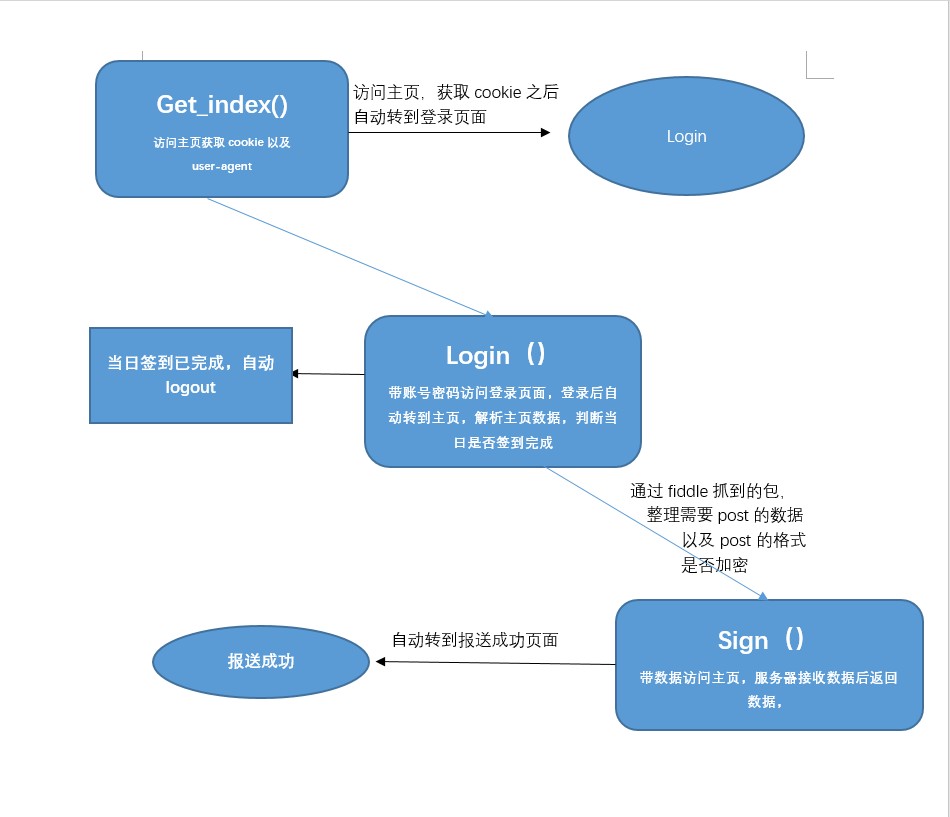 Get_index()
访问主页获取 cookie 以及
user-agent
访问主页，获取 cookie 之后
自动转到登录页面
Login
Login（）
带账号密码访问登录页面，登录后自
动转到主页，解析主页数据，判断当
日是否签到完成
当日签到已完成，自动
logout
通过 fiddle 抓到的包，
整理需要 post 的数据
以及 post 的格式
是否加密
Sign（）
带数据访问主页，服务器接收数据后返回
数据，
自动转到报送成功页面
报送成功